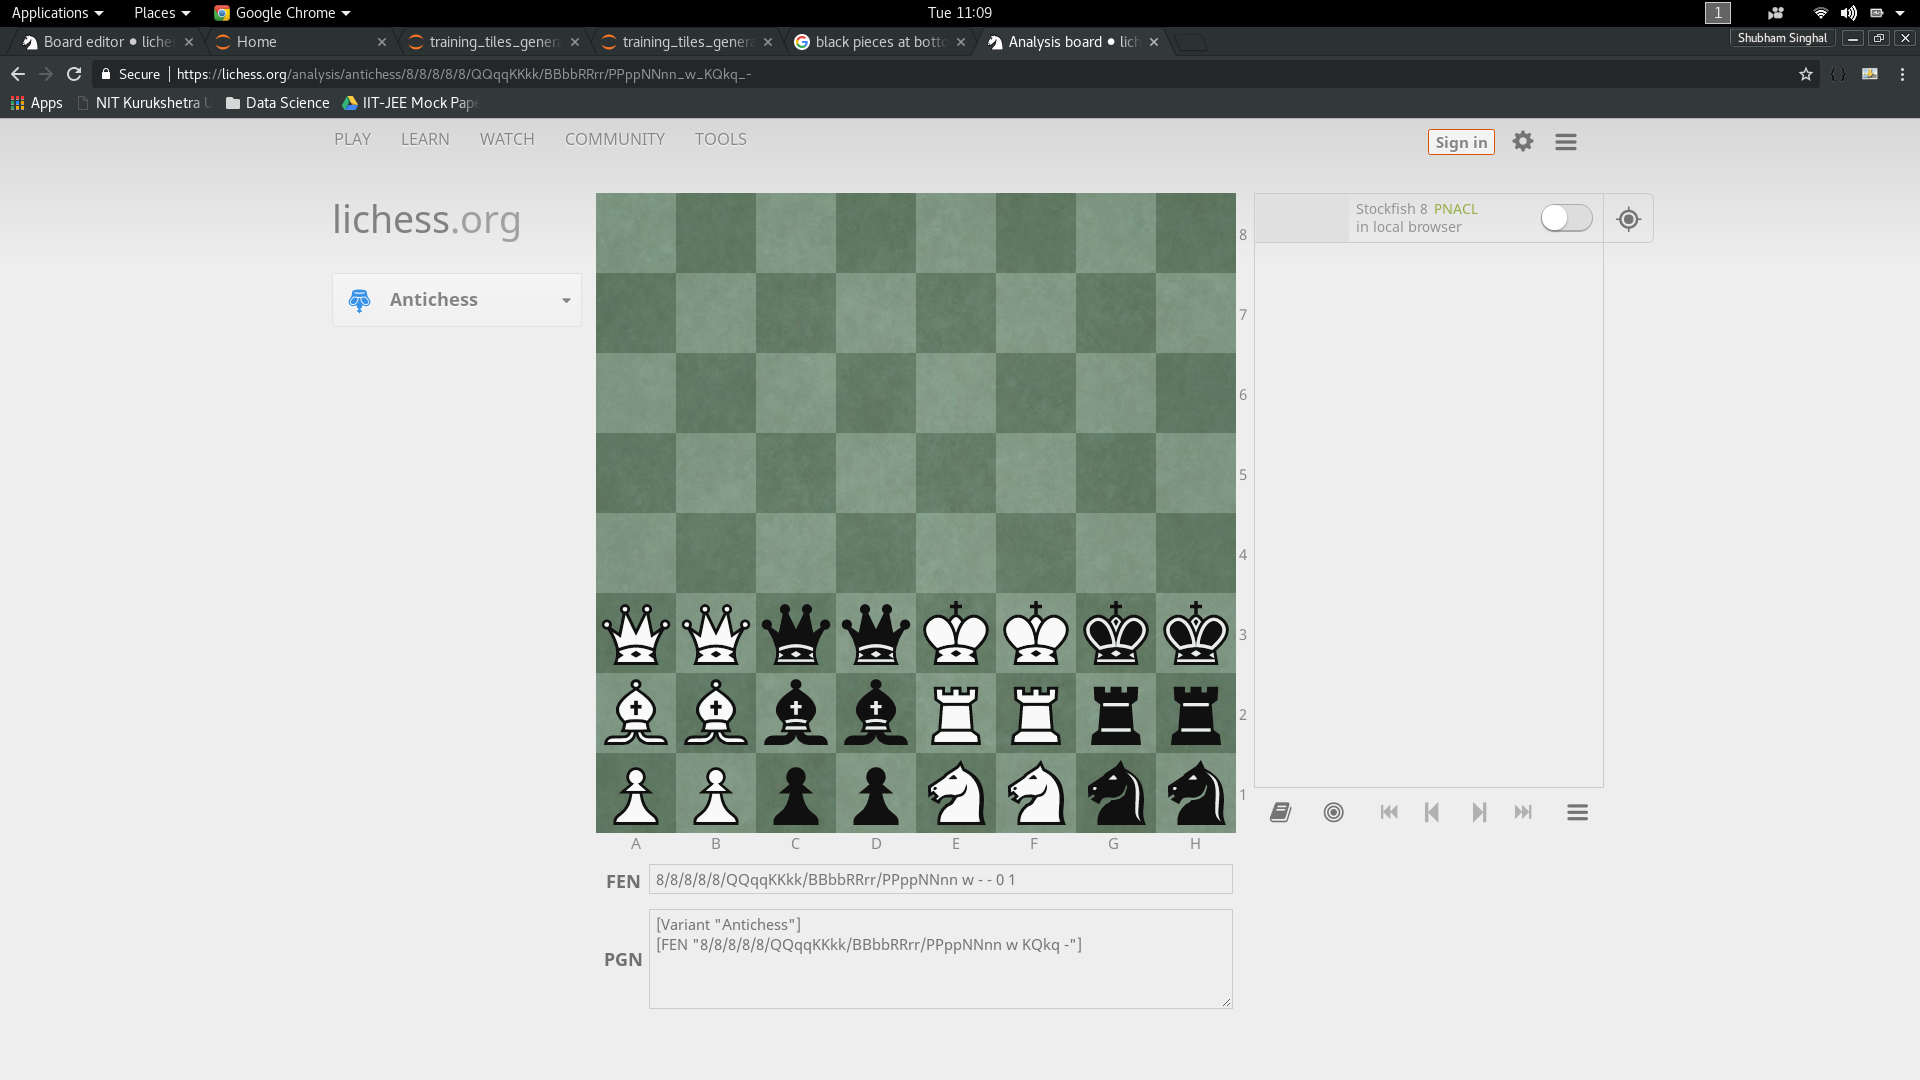 Applications Places Google Chrome Tue 11:09 1
Board editor • liches Home training_tiles_genera training_tiles_genera black pieces at botto Analysis board • lich Shubham Singhal
Secure https://lichess.org/analysis/antichess/8/8/8/8/8/QQqqKKkk/BBbbRRrr/PPppNNnn_w_KQkq_-
Apps NIT Kurukshetra U Data Science IIT-JEE Mock Pape
PLAY LEARN WATCH COMMUNITY TOOLS Sign in
lichess.org
Antichess
Stockfish 8 PNACL
in local browser
8
7
6
5
4
3
2
1
A B C D E F G H
FEN 8/8/8/8/8/QQqqKKkk/BBbbRRrr/PPppNNnn w - - 0 1
[Variant "Antichess"]
[FEN "8/8/8/8/8/QQqqKKkk/BBbbRRrr/PPppNNnn w KQkq -"]
PGN